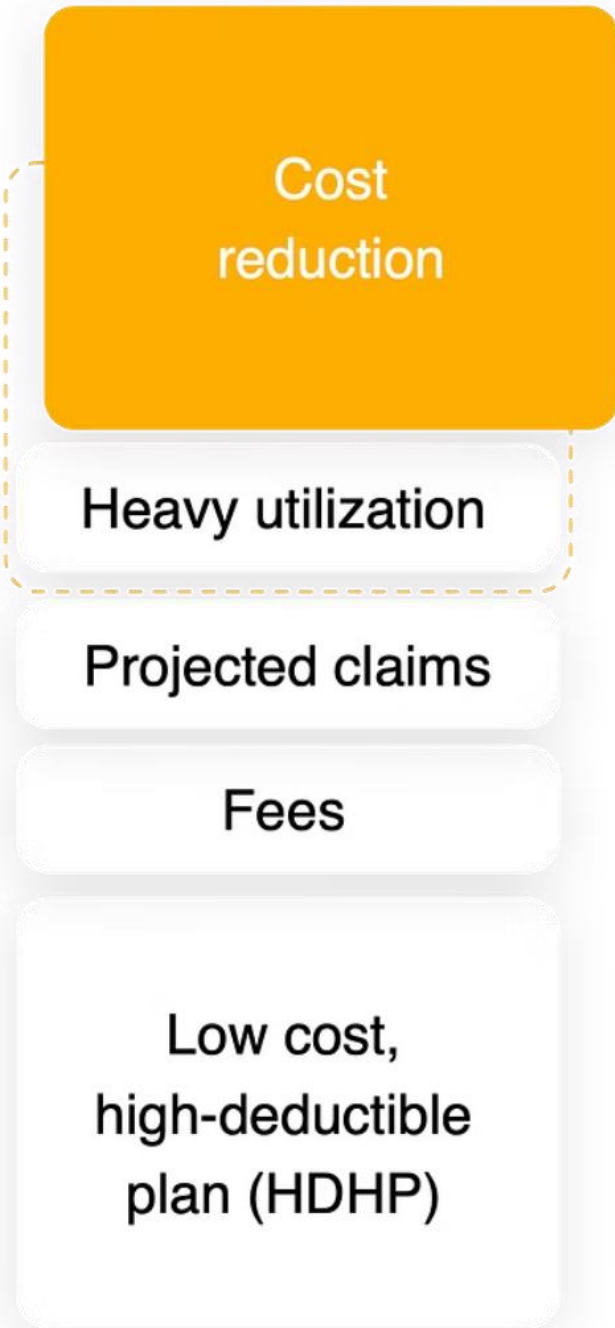 Cost
reduction
Heavy utilization
Projected claims
Fees
Low cost,
high-deductible
plan (HDHP)